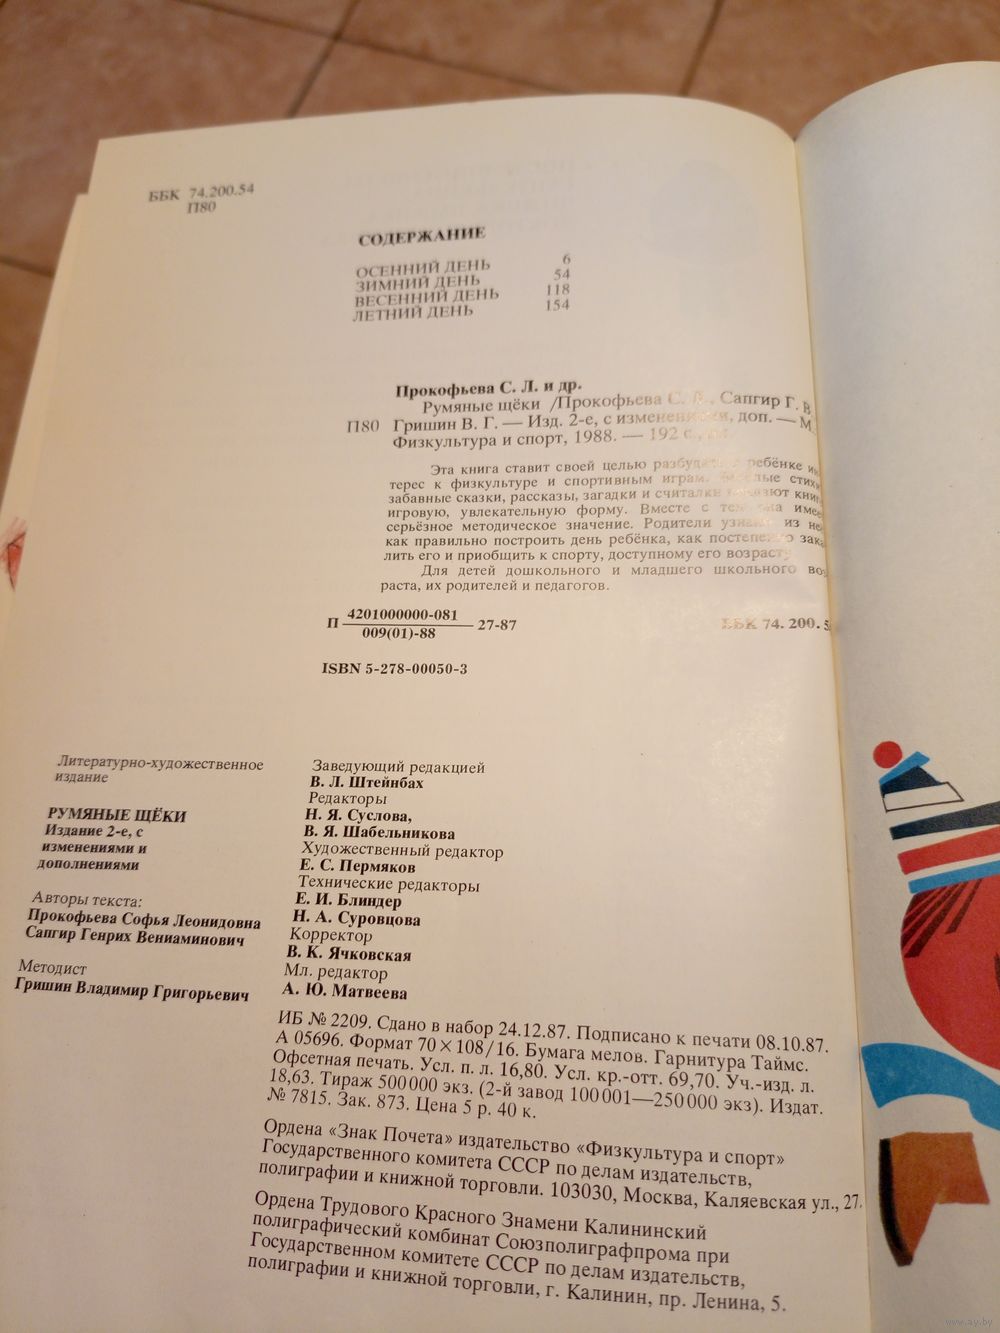 ББК 74.200.54
П80
СОДЕРЖАНИЕ
ОСЕННИЙ ДЕНЬ 6
ЗИМНИЙ ДЕНЬ 54
ВЕСЕННИЙ ДЕНЬ 118
ЛЕТНИЙ ДЕНЬ 154
Прокофьева С. Л. и др.
Румяные щёки /Прокофьева С. Л., Сапгир Г. В
П80 Гришин В. Г. — Изд. 2-е, с изменениями, доп. — М.
Физкультура и спорт, 1988. — 192 с.
Эта книга ставит своей целью ребёнке ин
терес к физкультуре и спортивным играм. стихи
забавные сказки, рассказы, загадки и считалки книг
игровую, увлекательную форму. Вместе с тем она имее
серьёзное методическое значение. Родители узнают из не
как правильно построить день ребёнка, как постепенно зака
лить его и приобщить к спорту, доступному его возрасту
Для детей дошкольного и младшего школьного воз
раста, их родителей и педагогов.
П 4201000000-081 27-87
009(01)-88
ББК 74. 200. 5
ISBN 5-278-00050-3
Литературно-художественное
издание
РУМЯНЫЕ ЩЁКИ
Издание 2-е, с
изменениями и
дополнениями
Авторы текста:
Прокофьева Софья Леонидовна
Сапгир Генрих Вениаминович
Методист
Гришин Владимир Григорьевич
Заведующий редакцией
В. Л. Штейнбах
Редакторы
Н. Я. Суслова,
В. Я. Шабельникова
Художественный редактор
Е. С. Пермяков
Технические редакторы
Е. И. Блиндер
Н. А. Суровцова
Корректор
В. К. Ячковская
Мл. редактор
А. Ю. Матвеева
ИБ № 2209. Сдано в набор 24.12.87. Подписано к печати 08.10.87.
А 05696. Формат 70×108/16. Бумага мелов. Гарнитура Таймс.
Офсетная печать. Усл. п. л. 16,80. Усл. кр.-отт. 69,70. Уч.-изд. л.
18,63. Тираж 500000 экз. (2-й завод 100001—250000 экз). Издат.
№ 7815. Зак. 873. Цена 5 р. 40 к.
Ордена «Знак Почета» издательство «Физкультура и спорт»
Государственного комитета СССР по делам издательств,
полиграфии и книжной торговли. 103030, Москва, Каляевская ул., 27.
Ордена Трудового Красного Знамени Калининский
полиграфический комбинат Союзполиграфпрома при
Государственном комитете СССР по делам издательств,
полиграфии и книжной торговли, г. Калинин, пр. Ленина, 5.
www.ay.by